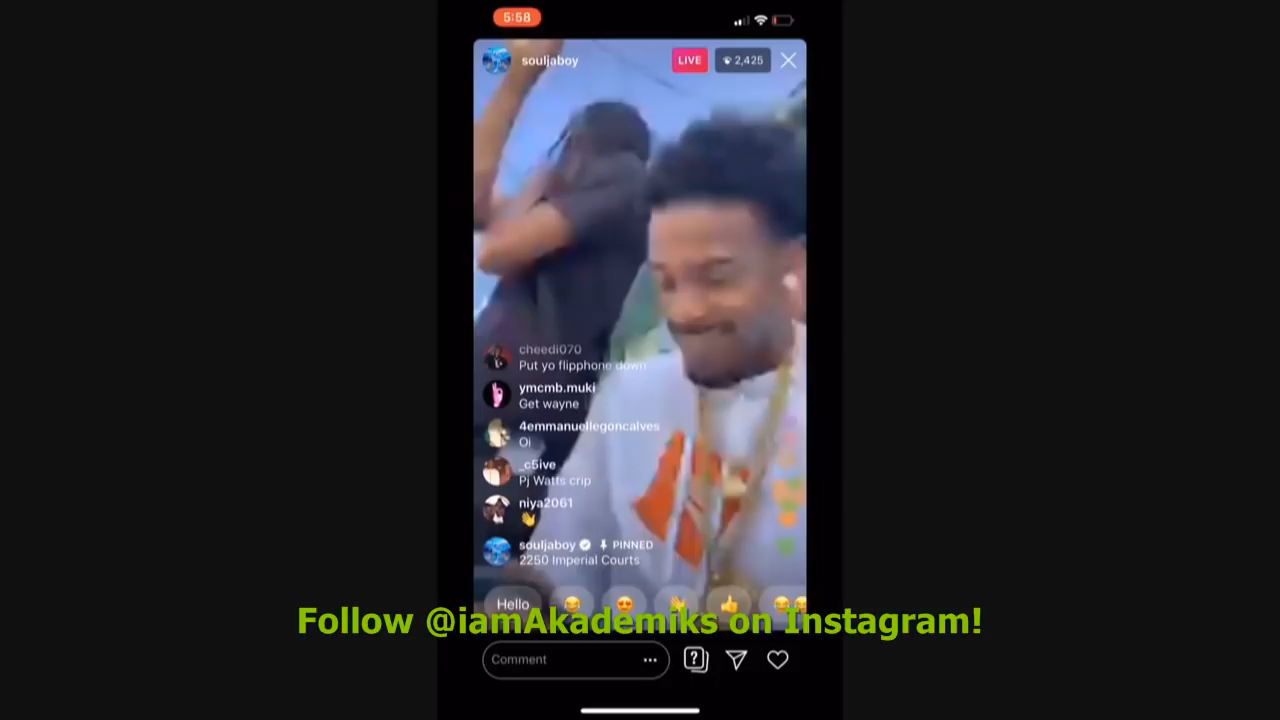 5:58
souljaboy
LIVE
2,425
cheedi070
Put yo flipphone down
ymcmb.muki
Get wayne
4emmanuellegoncalves
Oi
_c5ive
Pj Watts crip
niya2061
souljaboy PINNED
2250 Imperial Courts
Hello
Follow @iamAkademiks on Instagram!
Comment